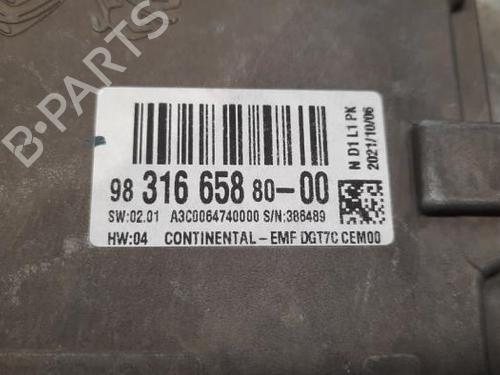 98 316 658 80-00
SW:02.01 A3C0064740000 S/N:386489
HW:04 CONTINENTAL-EMF DGT7C CEM00
N D1 L1 PK
2021/10/06
B-PARTS